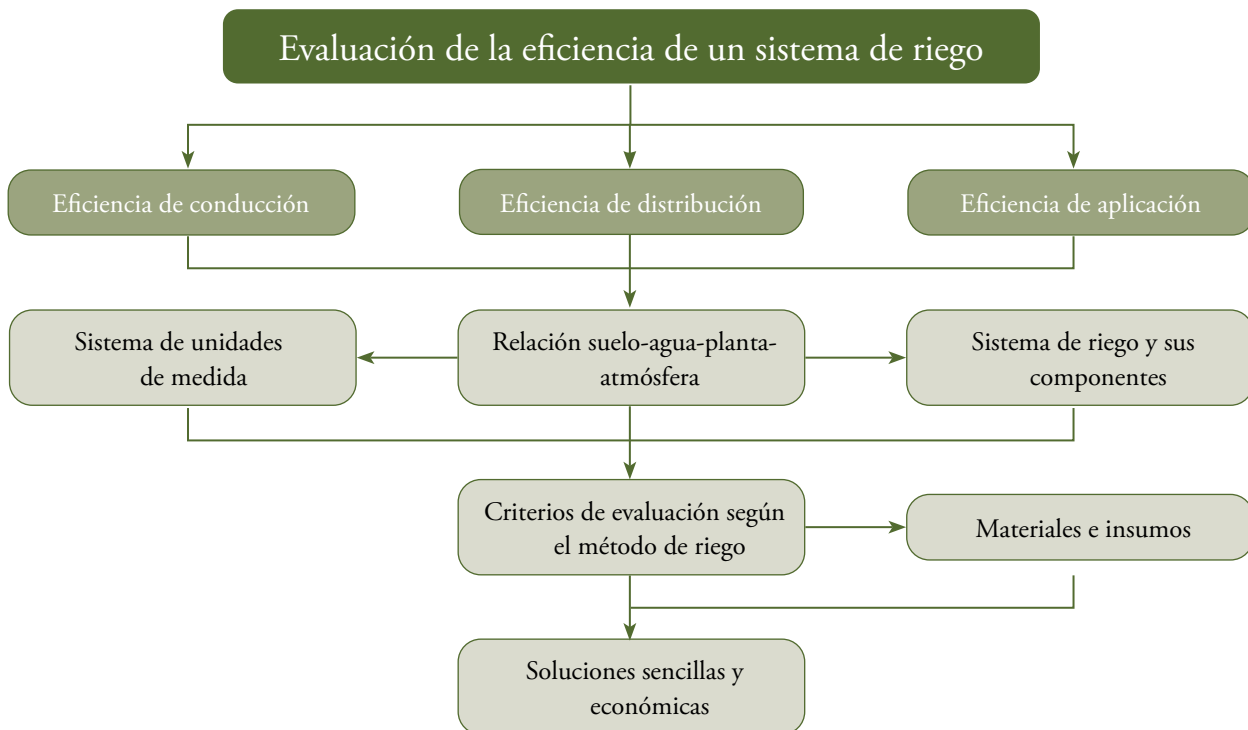 Evaluación de la eficiencia de un sistema de riego
Eficiencia de conducción
Eficiencia de distribución
Eficiencia de aplicación
Sistema de unidades
de medida
Relación suelo-agua-planta-
atmósfera
Sistema de riego y sus
componentes
Criterios de evaluación según
el método de riego
Materiales e insumos
Soluciones sencillas y
económicas